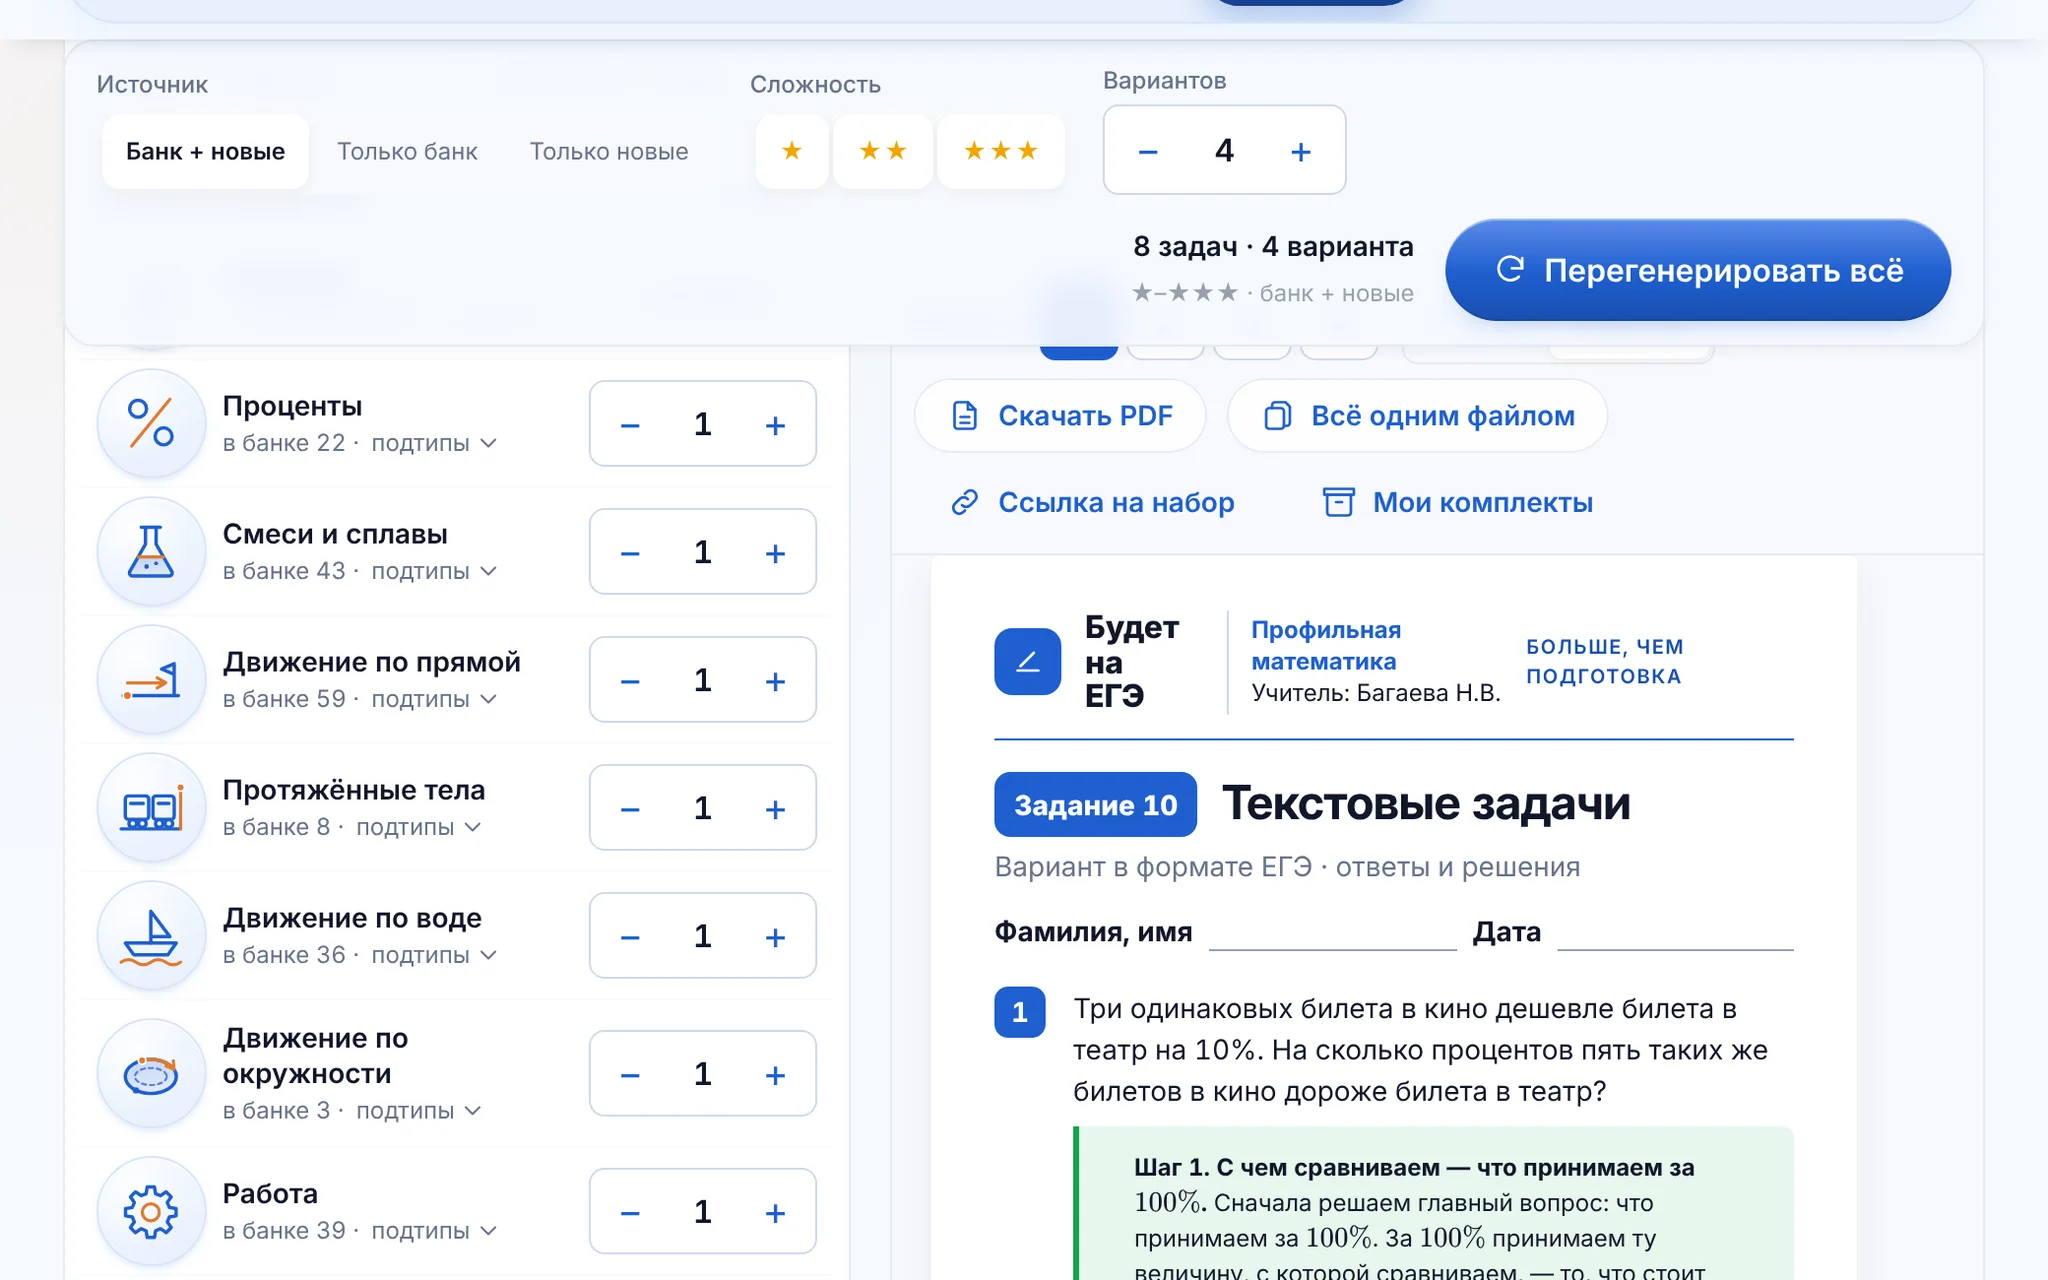 Источник
Сложность
Вариантов
Банк + новые
Только банк
Только новые
★
★★
★★★
− 4 +
8 задач · 4 варианта
★–★★★ · банк + новые
Перегенерировать всё
Проценты
в банке 22 · подтипы
− 1 +
Смеси и сплавы
в банке 43 · подтипы
− 1 +
Движение по прямой
в банке 59 · подтипы
− 1 +
Протяжённые тела
в банке 8 · подтипы
− 1 +
Движение по воде
в банке 36 · подтипы
− 1 +
Движение по
окружности
в банке 3 · подтипы
− 1 +
Работа
в банке 39 · подтипы
− 1 +
Скачать PDF
Всё одним файлом
Ссылка на набор
Мои комплекты
Будет
на
ЕГЭ
Профильная
математика
Учитель: Багаева Н.В.
БОЛЬШЕ, ЧЕМ
ПОДГОТОВКА
Задание 10
Текстовые задачи
Вариант в формате ЕГЭ · ответы и решения
Фамилия, имя
Дата
1
Три одинаковых билета в кино дешевле билета в
театр на 10%. На сколько процентов пять таких же
билетов в кино дороже билета в театр?
Шаг 1. С чем сравниваем — что принимаем за
100%. Сначала решаем главный вопрос: что
принимаем за 100%. За 100% принимаем ту
величину, с которой сравниваем, — то, что стоит